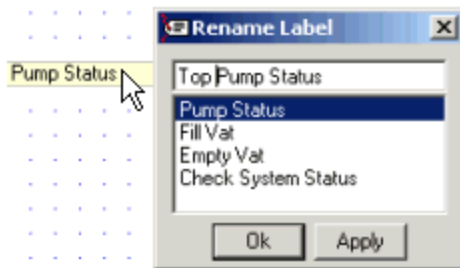 Rename Label
Pump Status
Top Pump Status
Pump Status
Fill Vat
Empty Vat
Check System Status
Ok
Apply